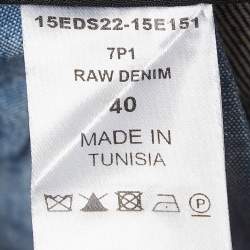 15EDS22-15E151
7P1
RAW DENIM
40
MADE IN
TUNISIA